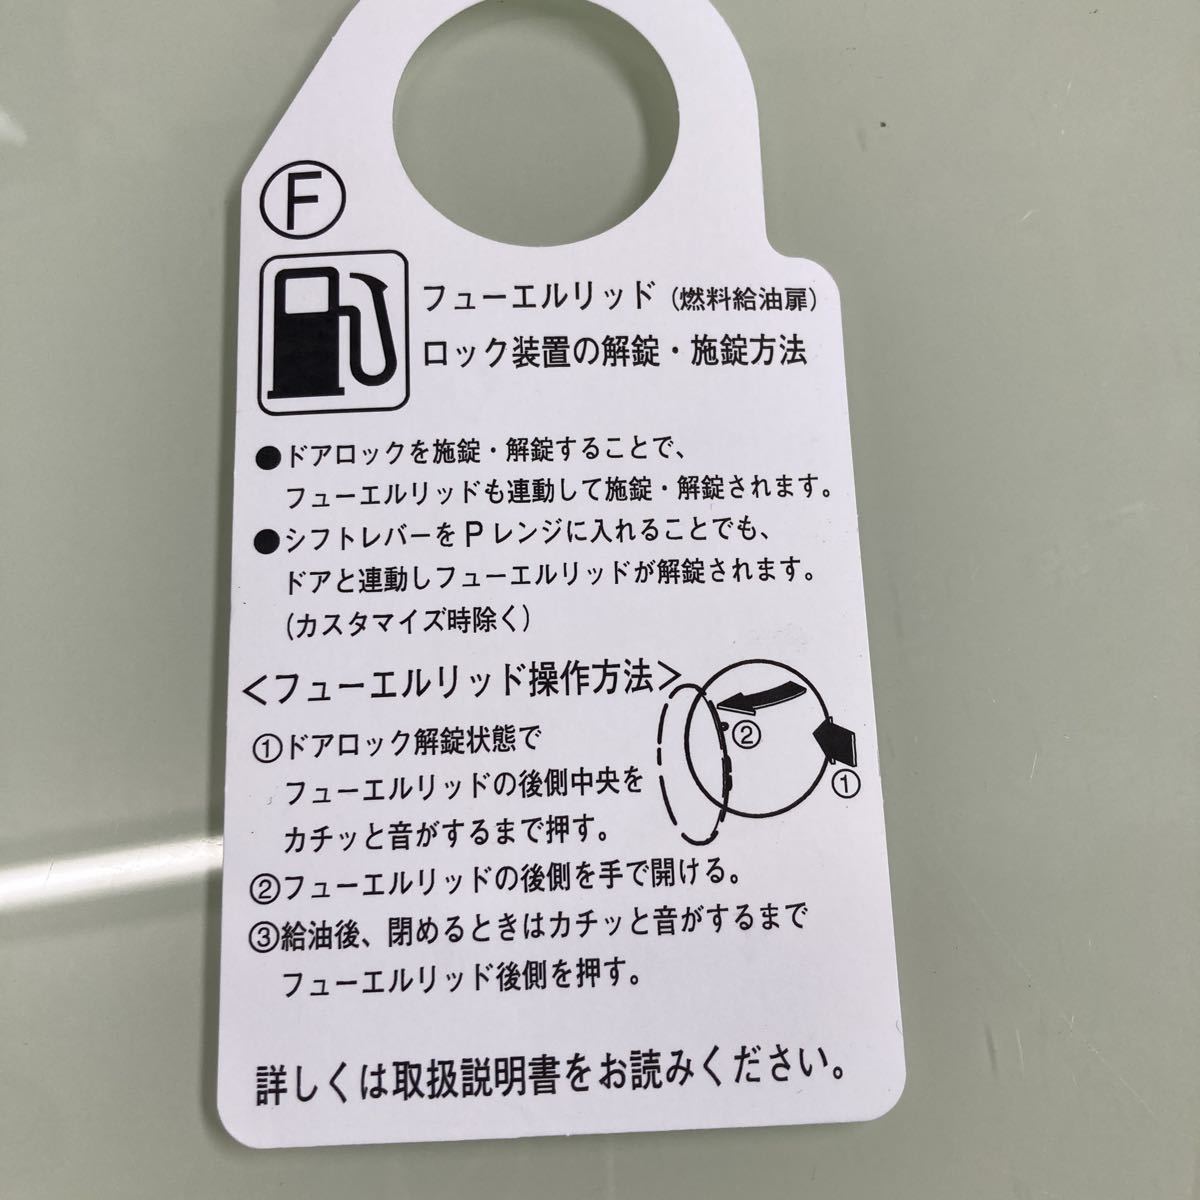 F
フューエルリッド（燃料給油扉）
ロック装置の解錠・施錠方法
●ドアロックを施錠・解錠することで、
フューエルリッドも連動して施錠・解錠されます。
●シフトレバーをPレンジに入れることでも、
ドアと連動しフューエルリッドが解錠されます。
(カスタマイズ時除く)
<フューエルリッド操作方法>
①ドアロック解錠状態で
フューエルリッドの後側中央を
カチッと音がするまで押す。
②フューエルリッドの後側を手で開ける。
③給油後、閉めるときはカチッと音がするまで
フューエルリッド後側を押す。
②
①
詳しくは取扱説明書をお読みください。